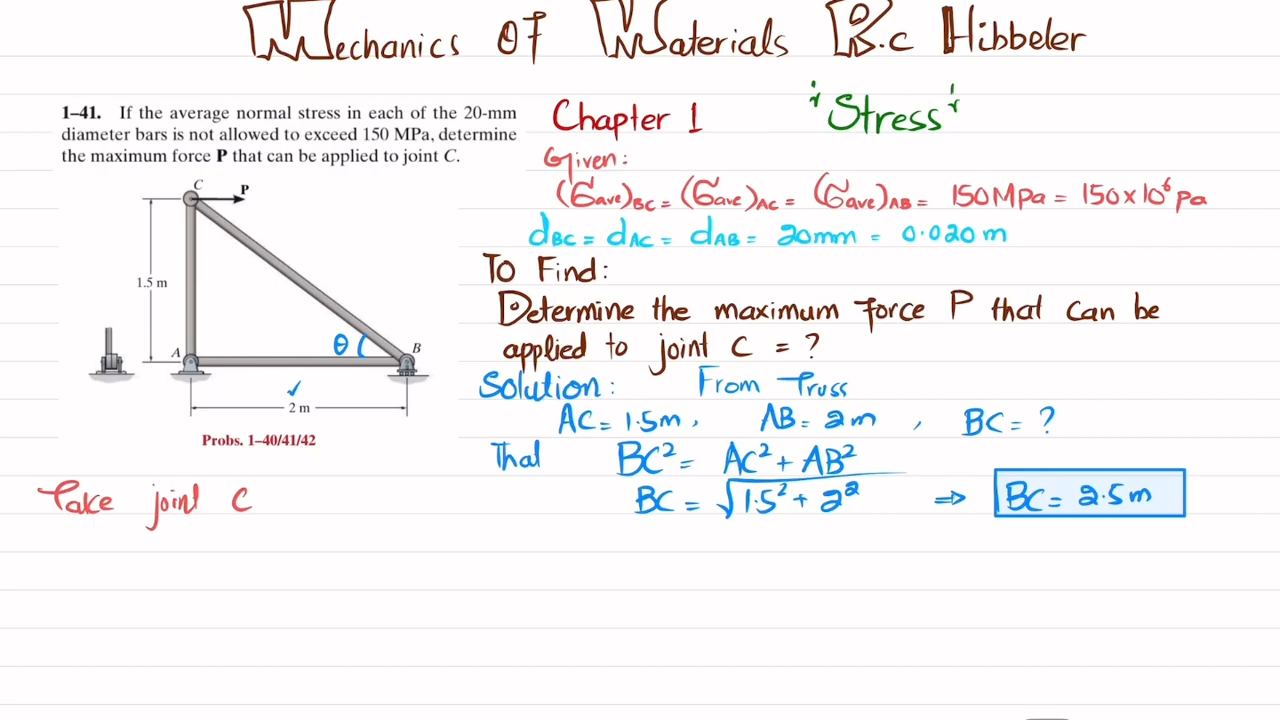 Mechanics Of Materials R.c Hibbeler
1–41. If the average normal stress in each of the 20-mm
diameter bars is not allowed to exceed 150 MPa, determine
the maximum force P that can be applied to joint C.
C
P
1.5 m
A
θ
B
2 m
Probs. 1–40/41/42
Chapter 1 "Stress"
Given:
(σave)BC = (σave)AC = (σave)AB = 150MPa = 150×10⁶ pa
dBC = dAC = dAB = 20mm = 0.020 m
To Find:
Determine the maximum force P that can be
applied to joint C = ?
Solution: From Truss
AC = 1.5m, AB = 2m , BC = ?
That BC² = AC² + AB²
BC = √1.5² + 2² ⇒ BC = 2.5m
Take joint C